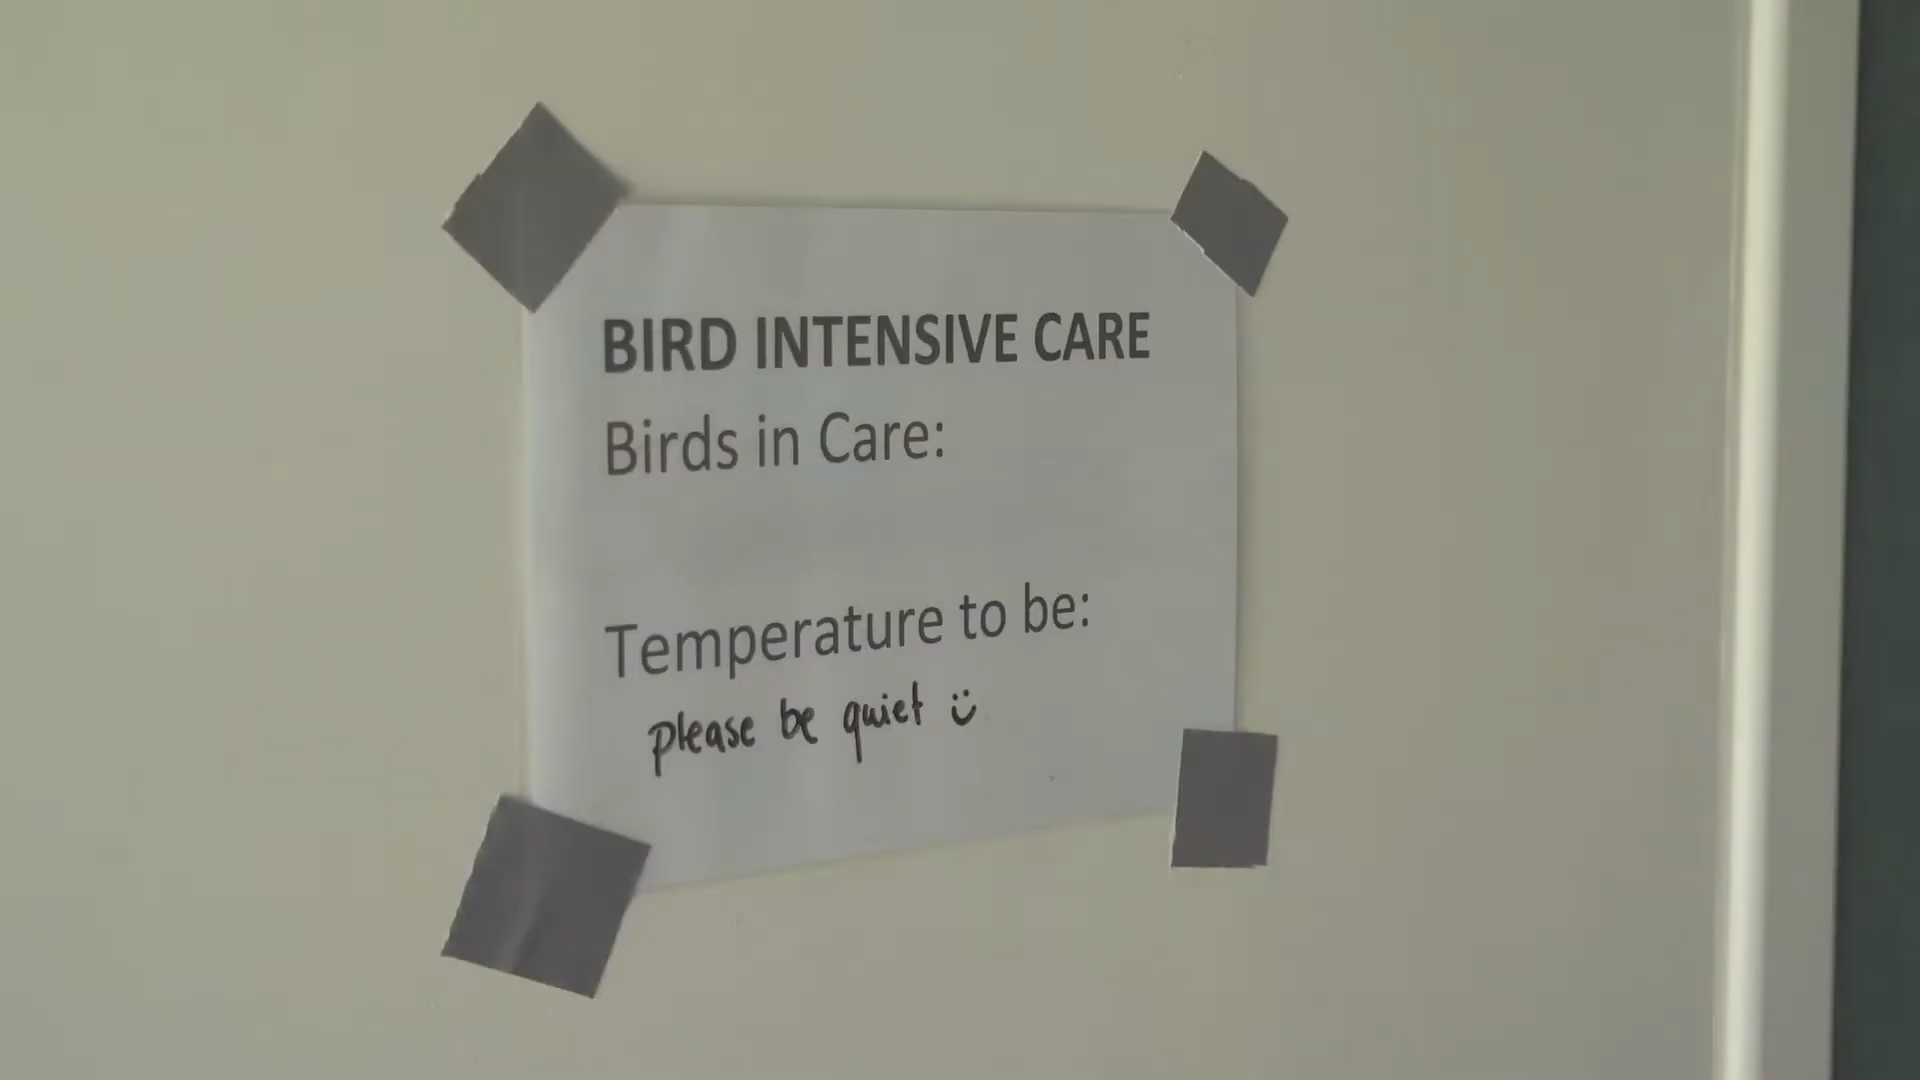 BIRD INTENSIVE CARE
Birds in Care:
Temperature to be:
please be quiet :)